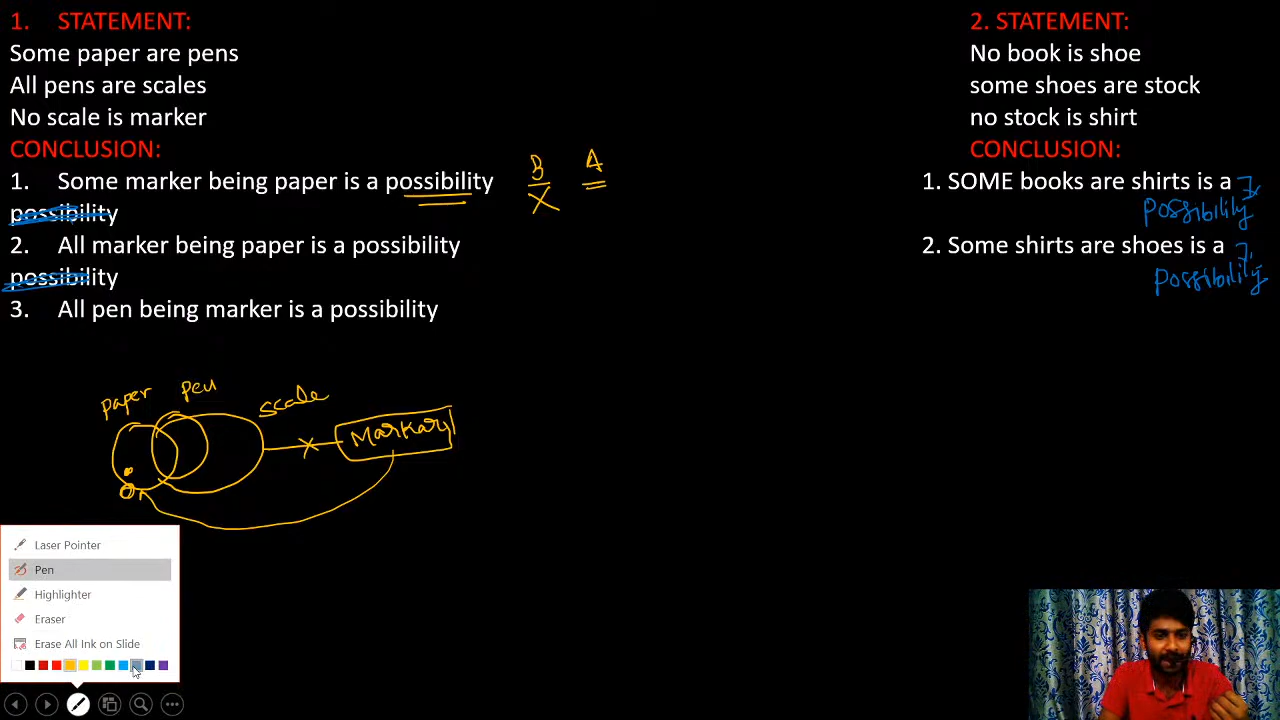 1. STATEMENT:
Some paper are pens
All pens are scales
No scale is marker
CONCLUSION:
1. Some marker being paper is a possibility
possibility
2. All marker being paper is a possibility
possibility
3. All pen being marker is a possibility
B A
X
paper pen scale
X Markar
2. STATEMENT:
No book is shoe
some shoes are stock
no stock is shirt
CONCLUSION:
1. SOME books are shirts is a
possibility
2. Some shirts are shoes is a
possibility
Laser Pointer
Pen
Highlighter
Eraser
Erase All Ink on Slide